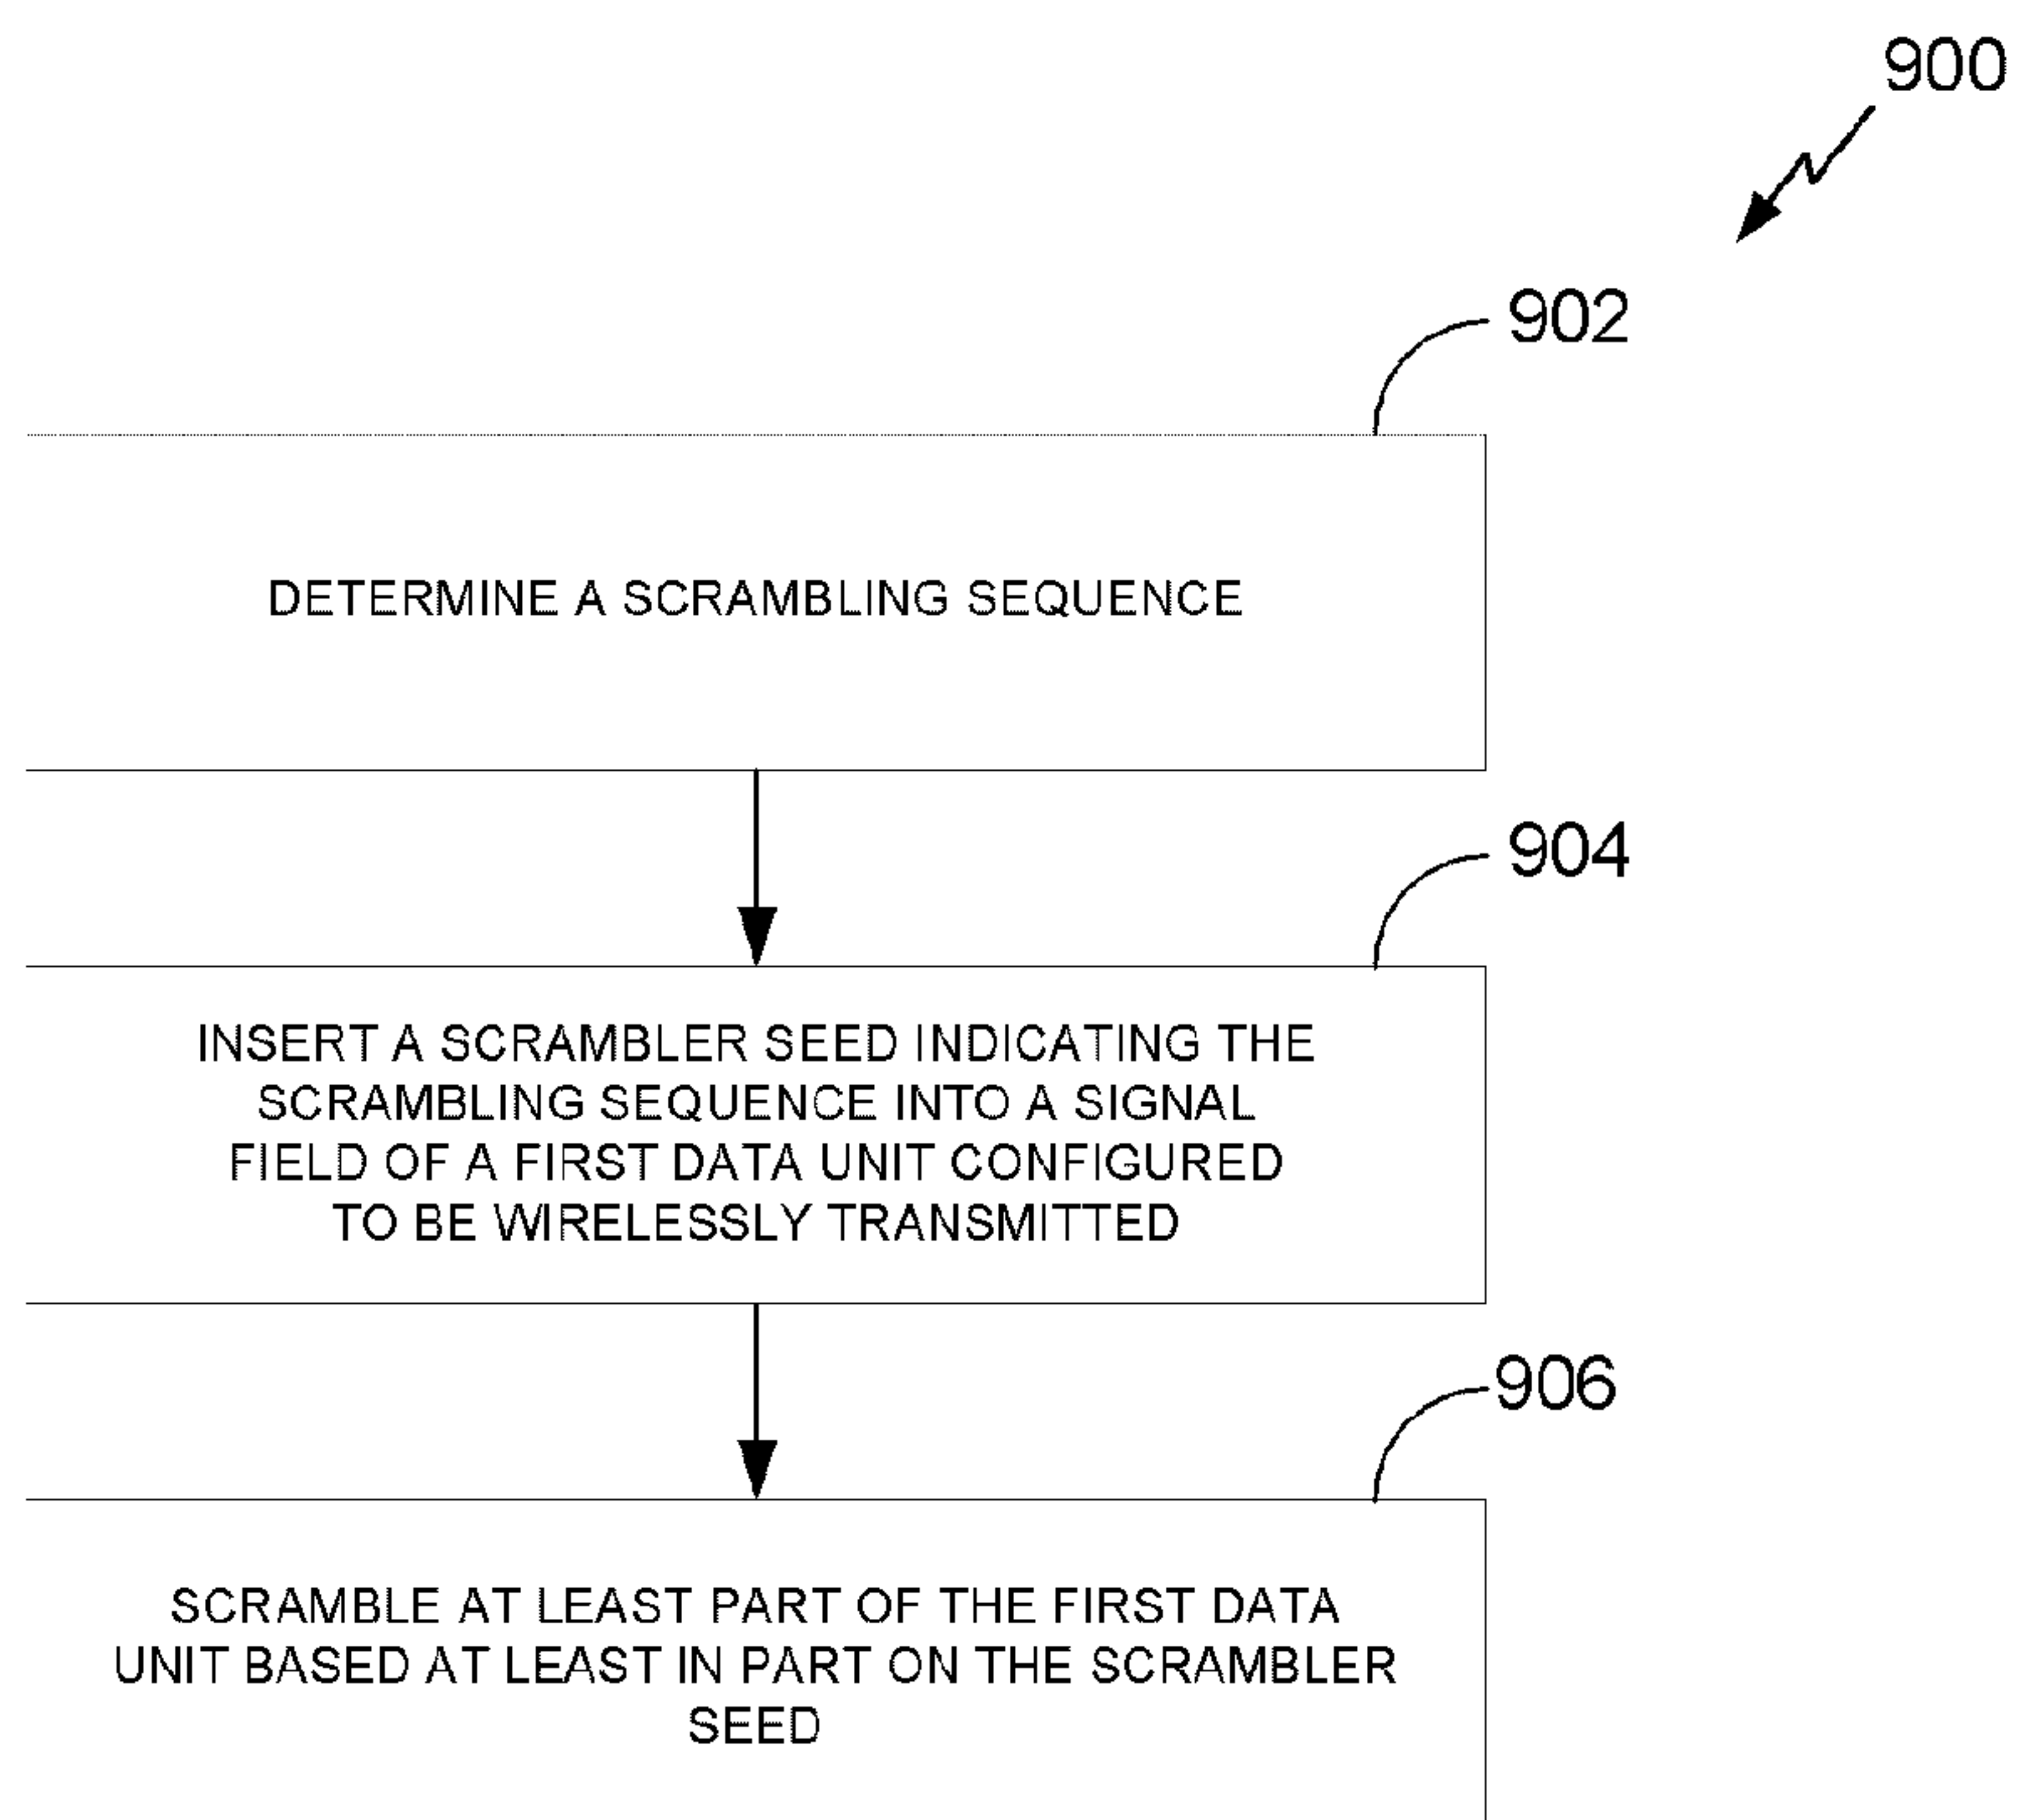 900
902
DETERMINE A SCRAMBLING SEQUENCE
904
INSERT A SCRAMBLER SEED INDICATING THE
SCRAMBLING SEQUENCE INTO A SIGNAL
FIELD OF A FIRST DATA UNIT CONFIGURED
TO BE WIRELESSLY TRANSMITTED
906
SCRAMBLE AT LEAST PART OF THE FIRST DATA
UNIT BASED AT LEAST IN PART ON THE SCRAMBLER
SEED